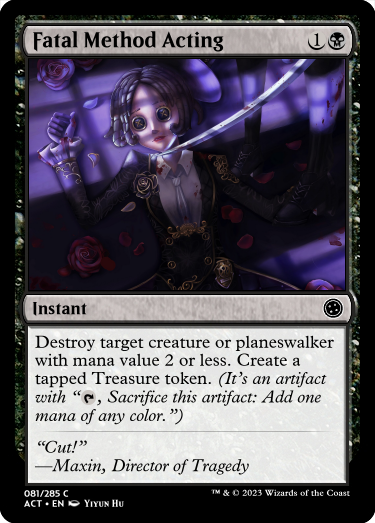 Fatal Method Acting 1
Instant
Destroy target creature or planeswalker
with mana value 2 or less. Create a
tapped Treasure token. (It's an artifact
with “, Sacrifice this artifact: Add one
mana of any color.”)
“Cut!”
—Maxin, Director of Tragedy
081/285 C
ACT • EN Yiyun Hu
™ & © 2023 Wizards of the Coast